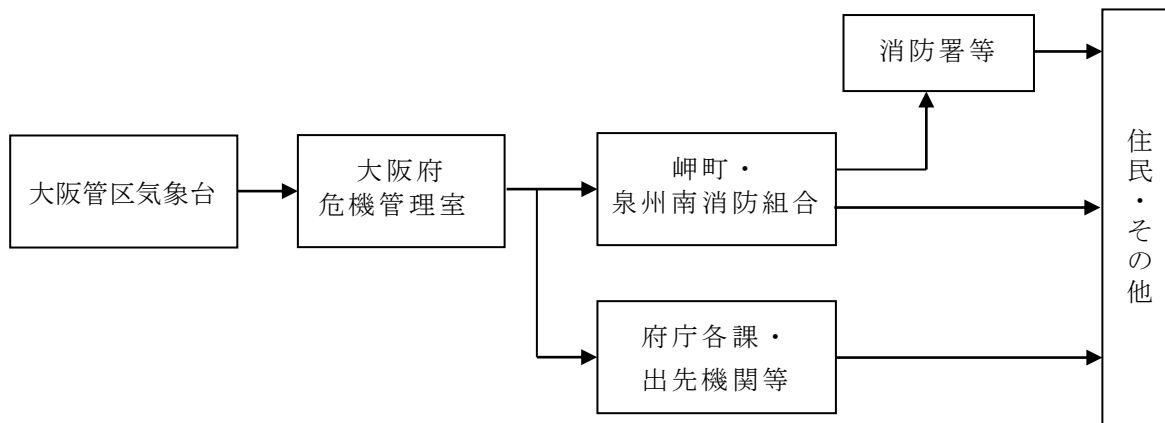 消防署等
大阪管区気象台
大阪府
危機管理室
岬町・
泉州南消防組合
府庁各課・
出先機関等
住民・その他